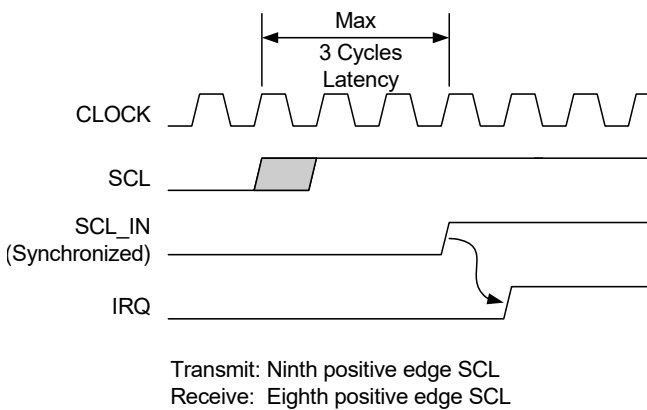 Max
3 Cycles
Latency
CLOCK
SCL
SCL_IN
(Synchronized)
IRQ
Transmit: Ninth positive edge SCL
Receive: Eighth positive edge SCL